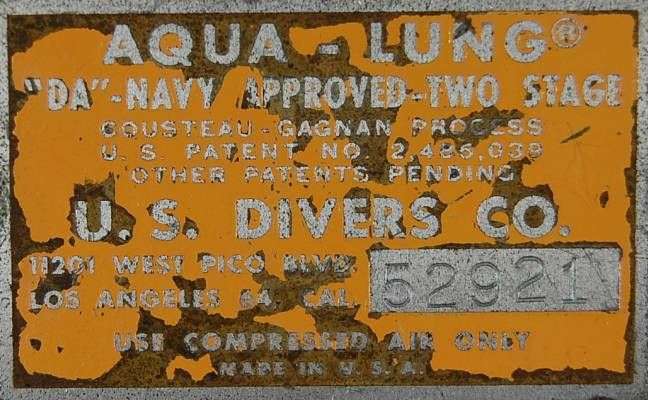 AQUA-LUNG®
"DA"-NAVY APPROVED-TWO STAGE
COUSTEAU-GAGNAN PROCESS
U. S. PATENT NO. 2,485,039
OTHER PATENTS PENDING
U. S. DIVERS CO.
11201 WEST PICO BLVD.
LOS ANGELES 64, CAL.
52921
USE COMPRESSED AIR ONLY
MADE IN U. S. A.